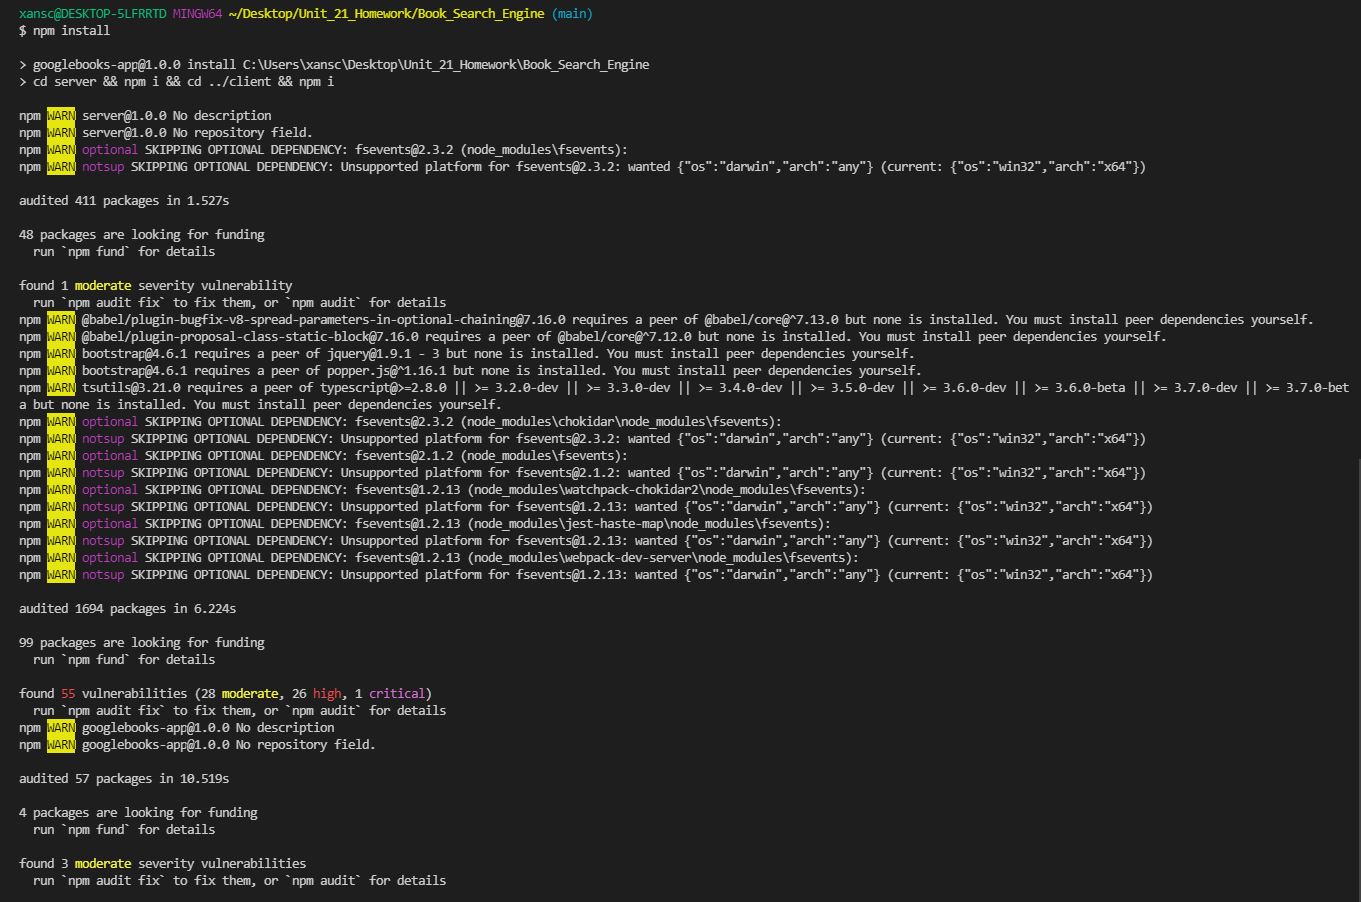 xansc@DESKTOP-5LFRRTD MINGW64 ~/Desktop/Unit_21_Homework/Book_Search_Engine (main)
$ npm install

> googlebooks-app@1.0.0 install C:\Users\xansc\Desktop\Unit_21_Homework\Book_Search_Engine
> cd server && npm i && cd ../client && npm i

npm WARN server@1.0.0 No description
npm WARN server@1.0.0 No repository field.
npm WARN optional SKIPPING OPTIONAL DEPENDENCY: fsevents@2.3.2 (node_modules\fsevents):
npm WARN notsup SKIPPING OPTIONAL DEPENDENCY: Unsupported platform for fsevents@2.3.2: wanted {"os":"darwin","arch":"any"} (current: {"os":"win32","arch":"x64"})

audited 411 packages in 1.527s

48 packages are looking for funding
  run `npm fund` for details

found 1 moderate severity vulnerability
  run `npm audit fix` to fix them, or `npm audit` for details
npm WARN @babel/plugin-bugfix-v8-spread-parameters-in-optional-chaining@7.16.0 requires a peer of @babel/core@^7.13.0 but none is installed. You must install peer dependencies yourself.
npm WARN @babel/plugin-proposal-class-static-block@7.16.0 requires a peer of @babel/core@^7.12.0 but none is installed. You must install peer dependencies yourself.
npm WARN bootstrap@4.6.1 requires a peer of jquery@1.9.1 - 3 but none is installed. You must install peer dependencies yourself.
npm WARN bootstrap@4.6.1 requires a peer of popper.js@^1.16.1 but none is installed. You must install peer dependencies yourself.
npm WARN tsutils@3.21.0 requires a peer of typescript@>=2.8.0 || >= 3.2.0-dev || >= 3.3.0-dev || >= 3.4.0-dev || >= 3.5.0-dev || >= 3.6.0-dev || >= 3.6.0-beta || >= 3.7.0-dev || >= 3.7.0-bet
a but none is installed. You must install peer dependencies yourself.
npm WARN optional SKIPPING OPTIONAL DEPENDENCY: fsevents@2.3.2 (node_modules\chokidar\node_modules\fsevents):
npm WARN notsup SKIPPING OPTIONAL DEPENDENCY: Unsupported platform for fsevents@2.3.2: wanted {"os":"darwin","arch":"any"} (current: {"os":"win32","arch":"x64"})
npm WARN optional SKIPPING OPTIONAL DEPENDENCY: fsevents@2.1.2 (node_modules\fsevents):
npm WARN notsup SKIPPING OPTIONAL DEPENDENCY: Unsupported platform for fsevents@2.1.2: wanted {"os":"darwin","arch":"any"} (current: {"os":"win32","arch":"x64"})
npm WARN optional SKIPPING OPTIONAL DEPENDENCY: fsevents@1.2.13 (node_modules\watchpack-chokidar2\node_modules\fsevents):
npm WARN notsup SKIPPING OPTIONAL DEPENDENCY: Unsupported platform for fsevents@1.2.13: wanted {"os":"darwin","arch":"any"} (current: {"os":"win32","arch":"x64"})
npm WARN optional SKIPPING OPTIONAL DEPENDENCY: fsevents@1.2.13 (node_modules\jest-haste-map\node_modules\fsevents):
npm WARN notsup SKIPPING OPTIONAL DEPENDENCY: Unsupported platform for fsevents@1.2.13: wanted {"os":"darwin","arch":"any"} (current: {"os":"win32","arch":"x64"})
npm WARN optional SKIPPING OPTIONAL DEPENDENCY: fsevents@1.2.13 (node_modules\webpack-dev-server\node_modules\fsevents):
npm WARN notsup SKIPPING OPTIONAL DEPENDENCY: Unsupported platform for fsevents@1.2.13: wanted {"os":"darwin","arch":"any"} (current: {"os":"win32","arch":"x64"})

audited 1694 packages in 6.224s

99 packages are looking for funding
  run `npm fund` for details

found 55 vulnerabilities (28 moderate, 26 high, 1 critical)
  run `npm audit fix` to fix them, or `npm audit` for details
npm WARN googlebooks-app@1.0.0 No description
npm WARN googlebooks-app@1.0.0 No repository field.

audited 57 packages in 10.519s

4 packages are looking for funding
  run `npm fund` for details

found 3 moderate severity vulnerabilities
  run `npm audit fix` to fix them, or `npm audit` for details